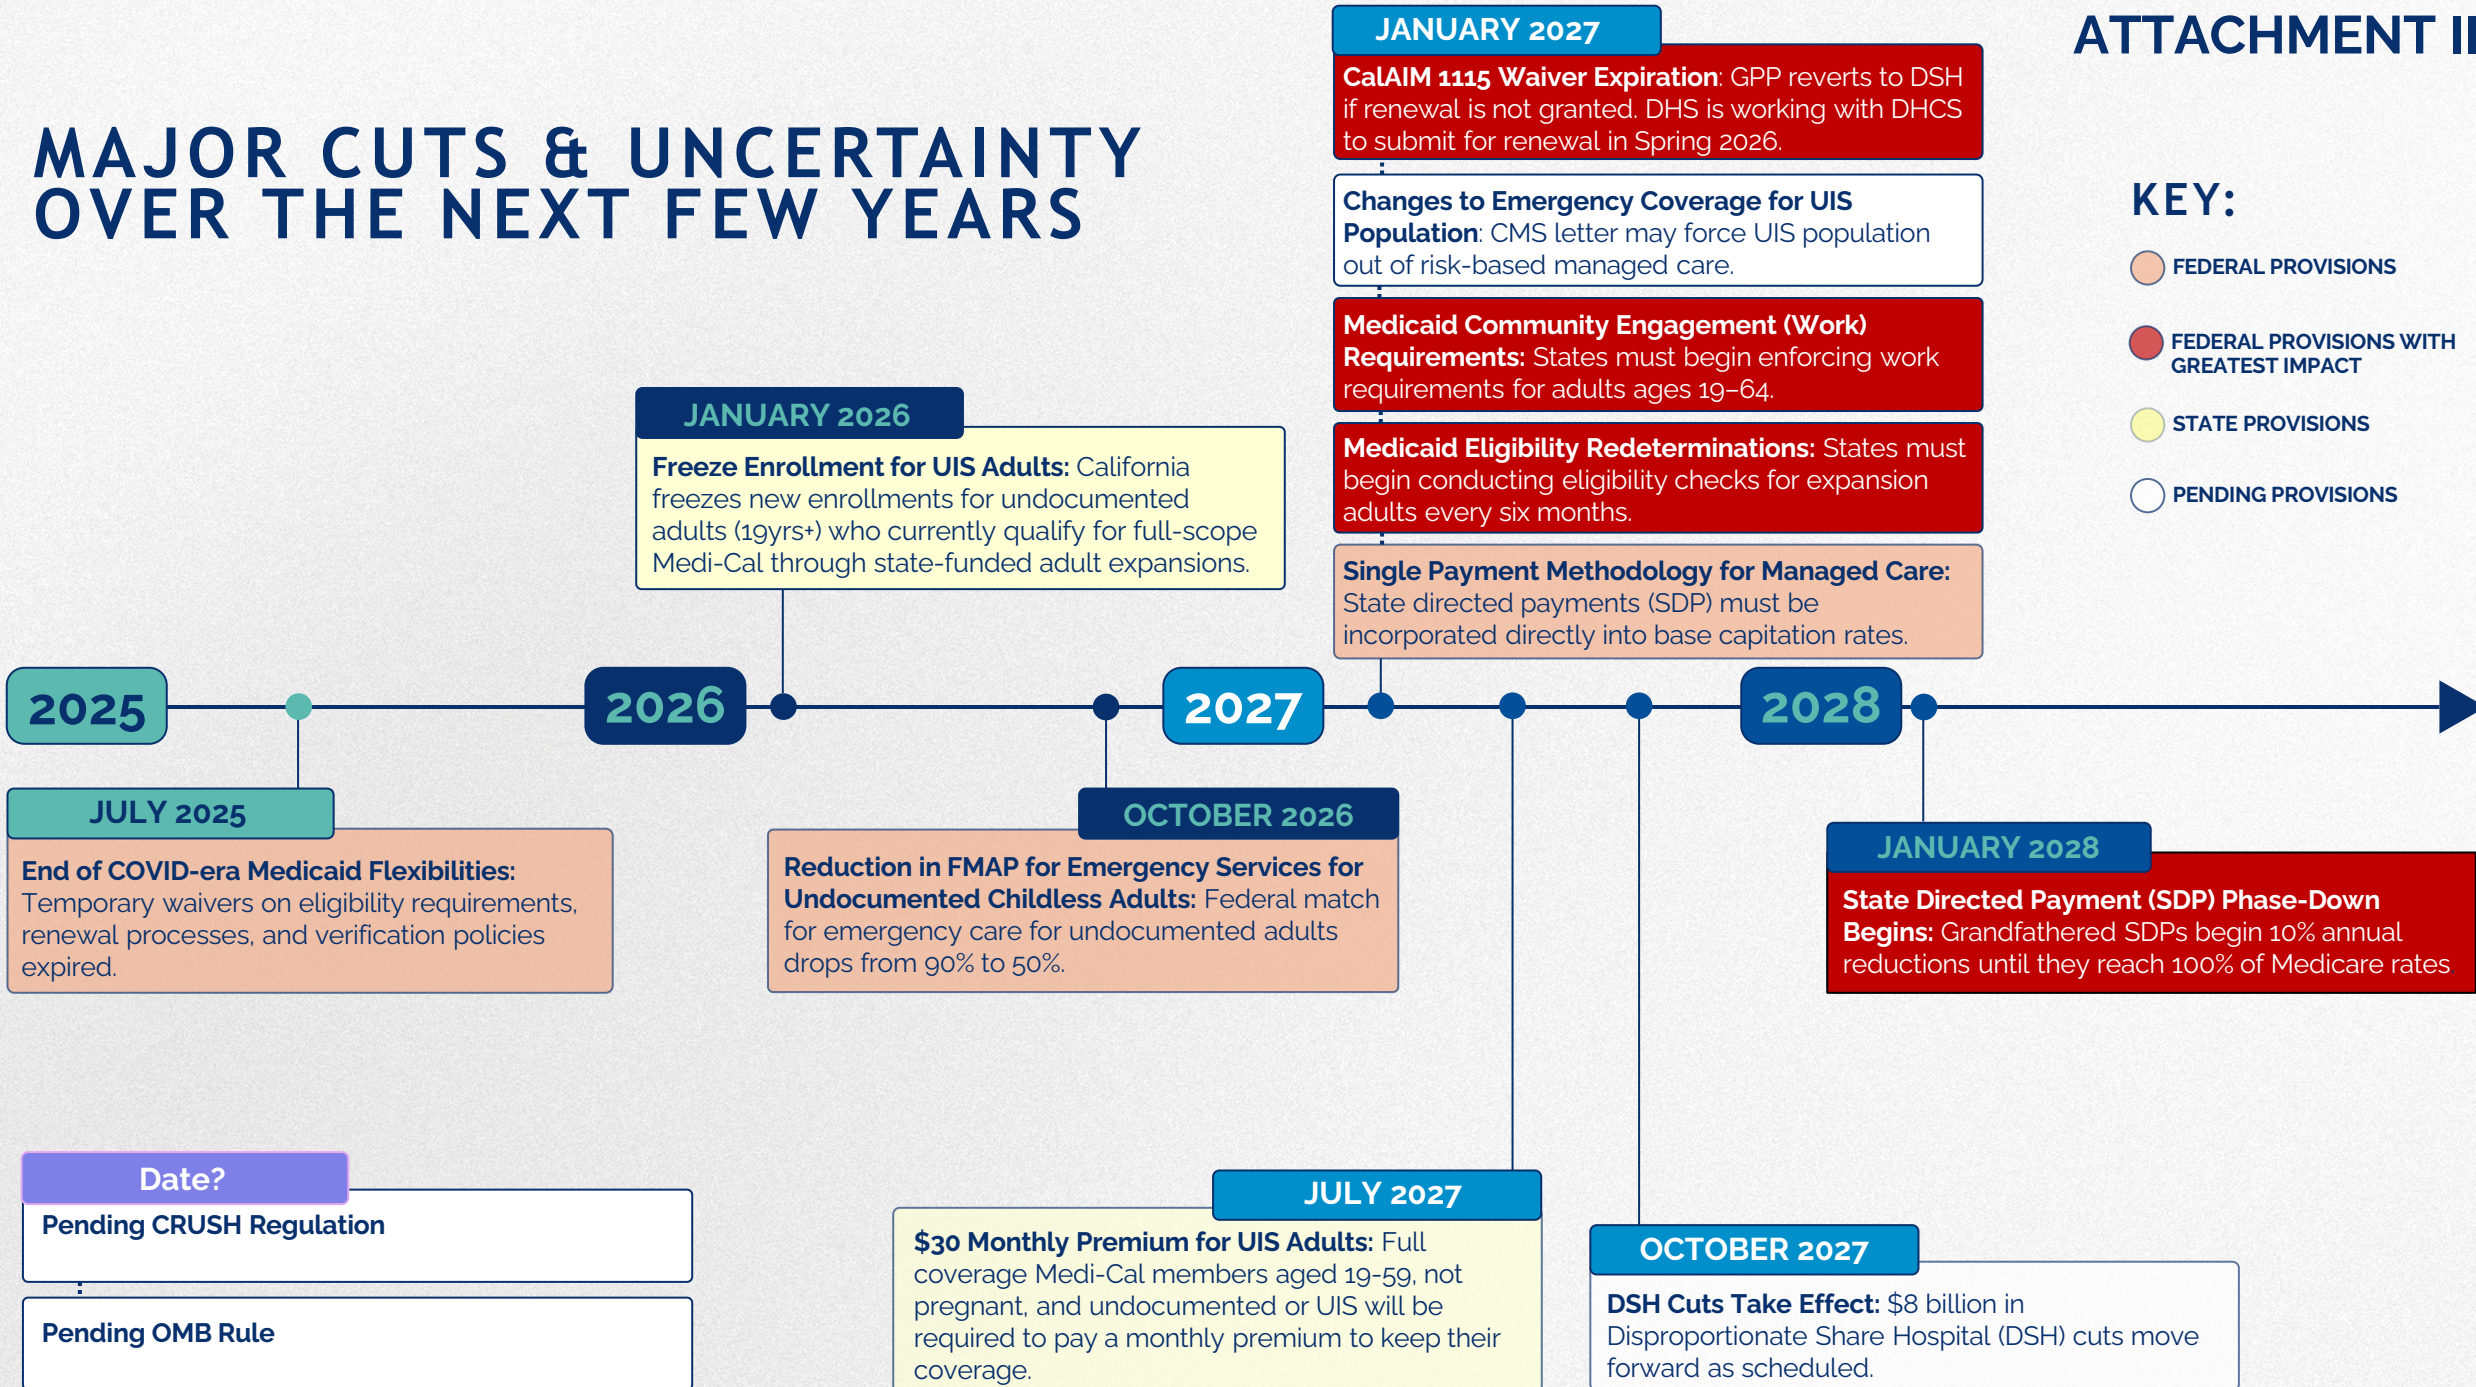 ATTACHMENT II
MAJOR CUTS & UNCERTAINTY
OVER THE NEXT FEW YEARS
JANUARY 2027
CalAIM 1115 Waiver Expiration: GPP reverts to DSH
if renewal is not granted. DHS is working with DHCS
to submit for renewal in Spring 2026.
Changes to Emergency Coverage for UIS
Population: CMS letter may force UIS population
out of risk-based managed care.
Medicaid Community Engagement (Work)
Requirements: States must begin enforcing work
requirements for adults ages 19–64.
Medicaid Eligibility Redeterminations: States must
begin conducting eligibility checks for expansion
adults every six months.
Single Payment Methodology for Managed Care:
State directed payments (SDP) must be
incorporated directly into base capitation rates.
KEY:
FEDERAL PROVISIONS
FEDERAL PROVISIONS WITH
GREATEST IMPACT
STATE PROVISIONS
PENDING PROVISIONS
JANUARY 2026
Freeze Enrollment for UIS Adults: California
freezes new enrollments for undocumented
adults (19yrs+) who currently qualify for full-scope
Medi-Cal through state-funded adult expansions.
2025
2026
2027
2028
JULY 2025
End of COVID-era Medicaid Flexibilities:
Temporary waivers on eligibility requirements,
renewal processes, and verification policies
expired.
OCTOBER 2026
Reduction in FMAP for Emergency Services for
Undocumented Childless Adults: Federal match
for emergency care for undocumented adults
drops from 90% to 50%.
JANUARY 2028
State Directed Payment (SDP) Phase-Down
Begins: Grandfathered SDPs begin 10% annual
reductions until they reach 100% of Medicare rates.
Date?
Pending CRUSH Regulation
Pending OMB Rule
JULY 2027
$30 Monthly Premium for UIS Adults: Full
coverage Medi-Cal members aged 19-59, not
pregnant, and undocumented or UIS will be
required to pay a monthly premium to keep their
coverage.
OCTOBER 2027
DSH Cuts Take Effect: $8 billion in
Disproportionate Share Hospital (DSH) cuts move
forward as scheduled.